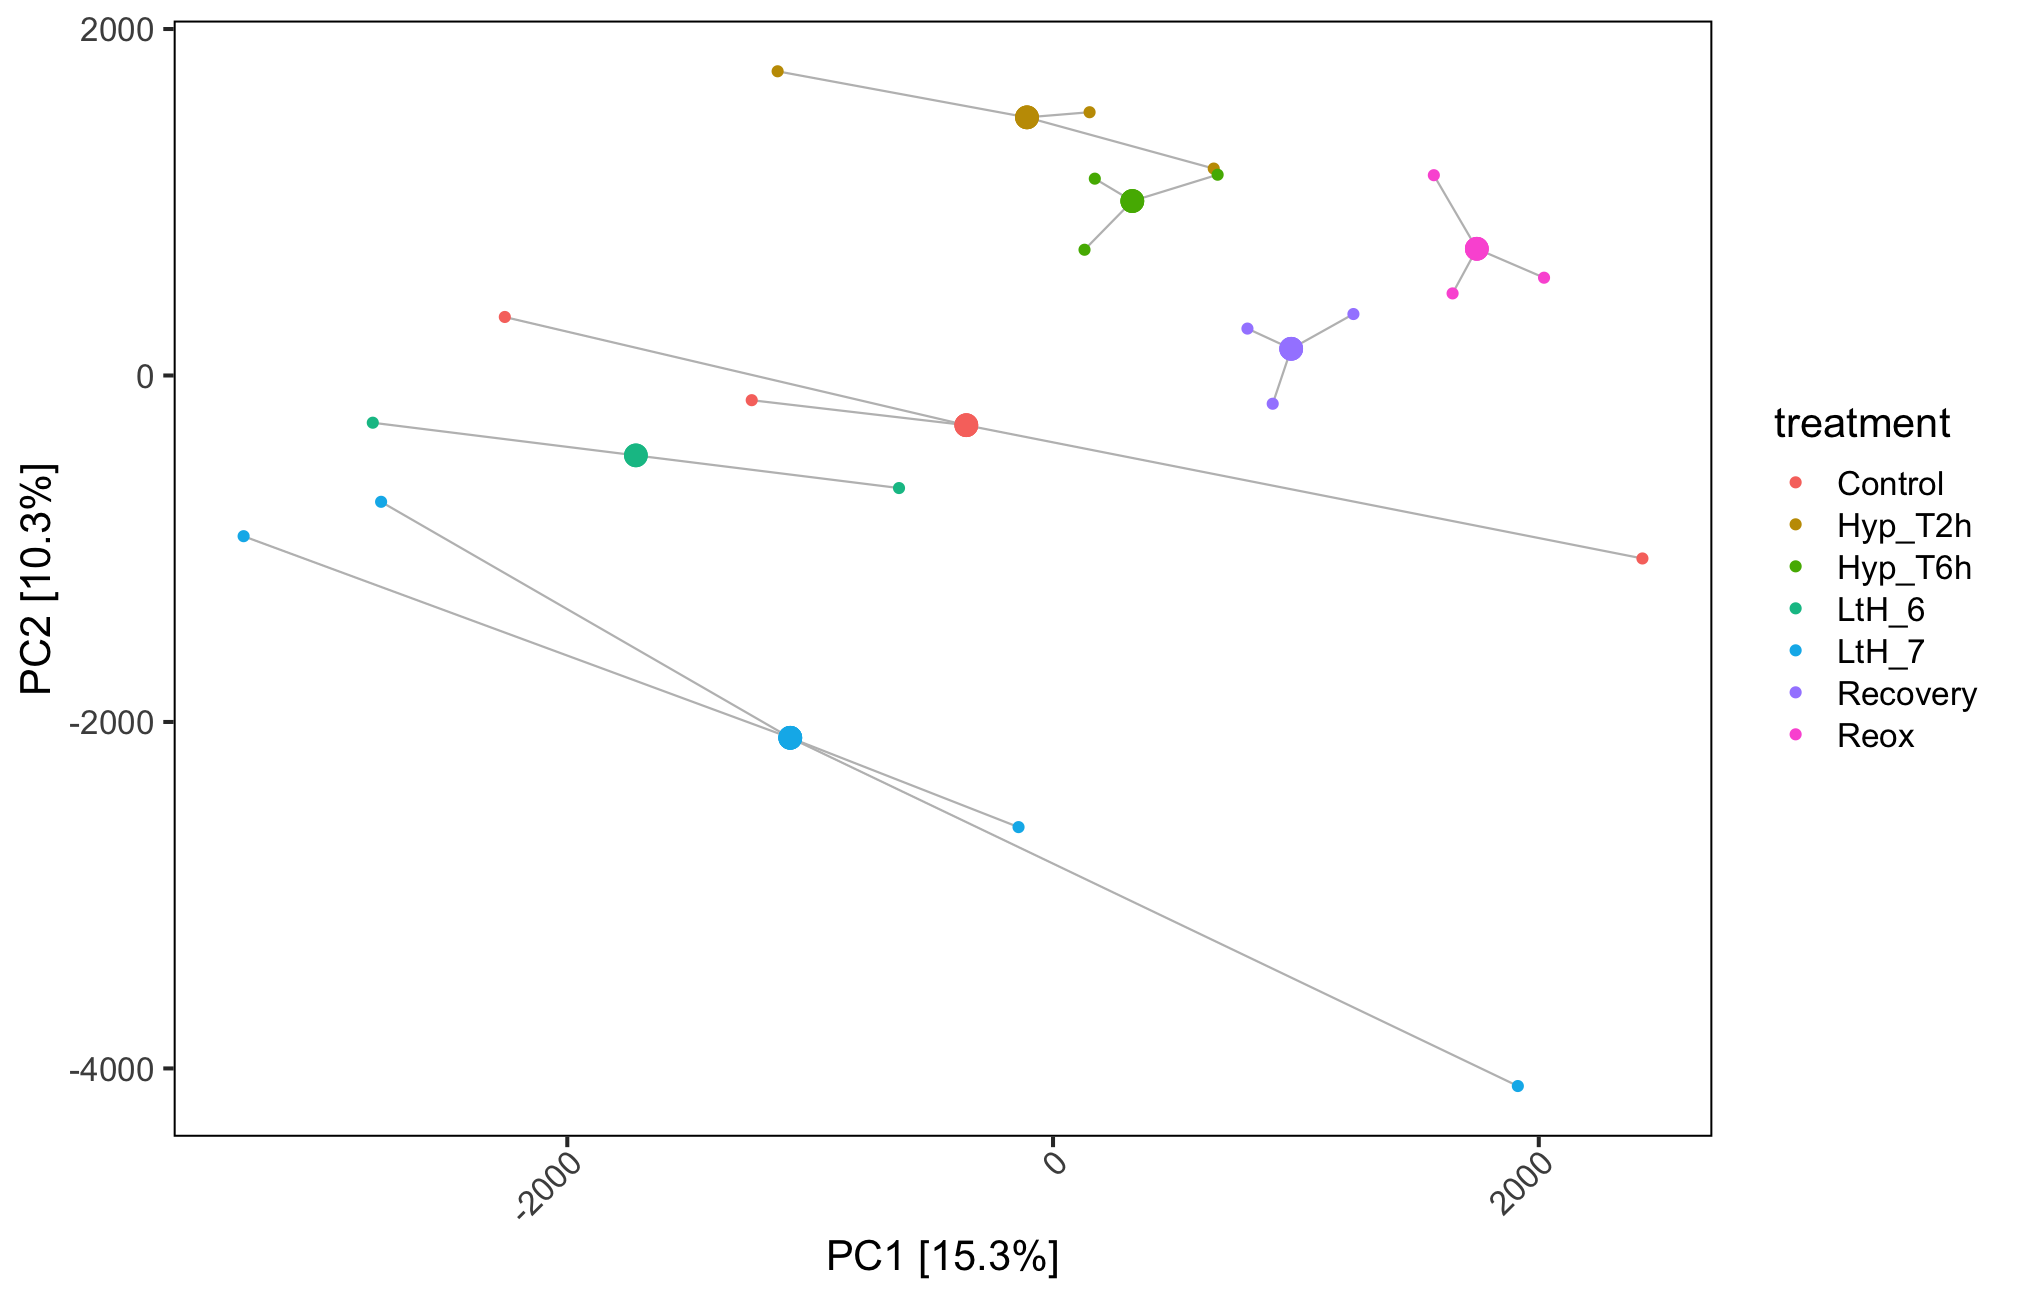 2000
0
-2000
-4000
PC2 [10.3%]
-2000
0
2000
PC1 [15.3%]
treatment
Control
Hyp_T2h
Hyp_T6h
LtH_6
LtH_7
Recovery
Reox